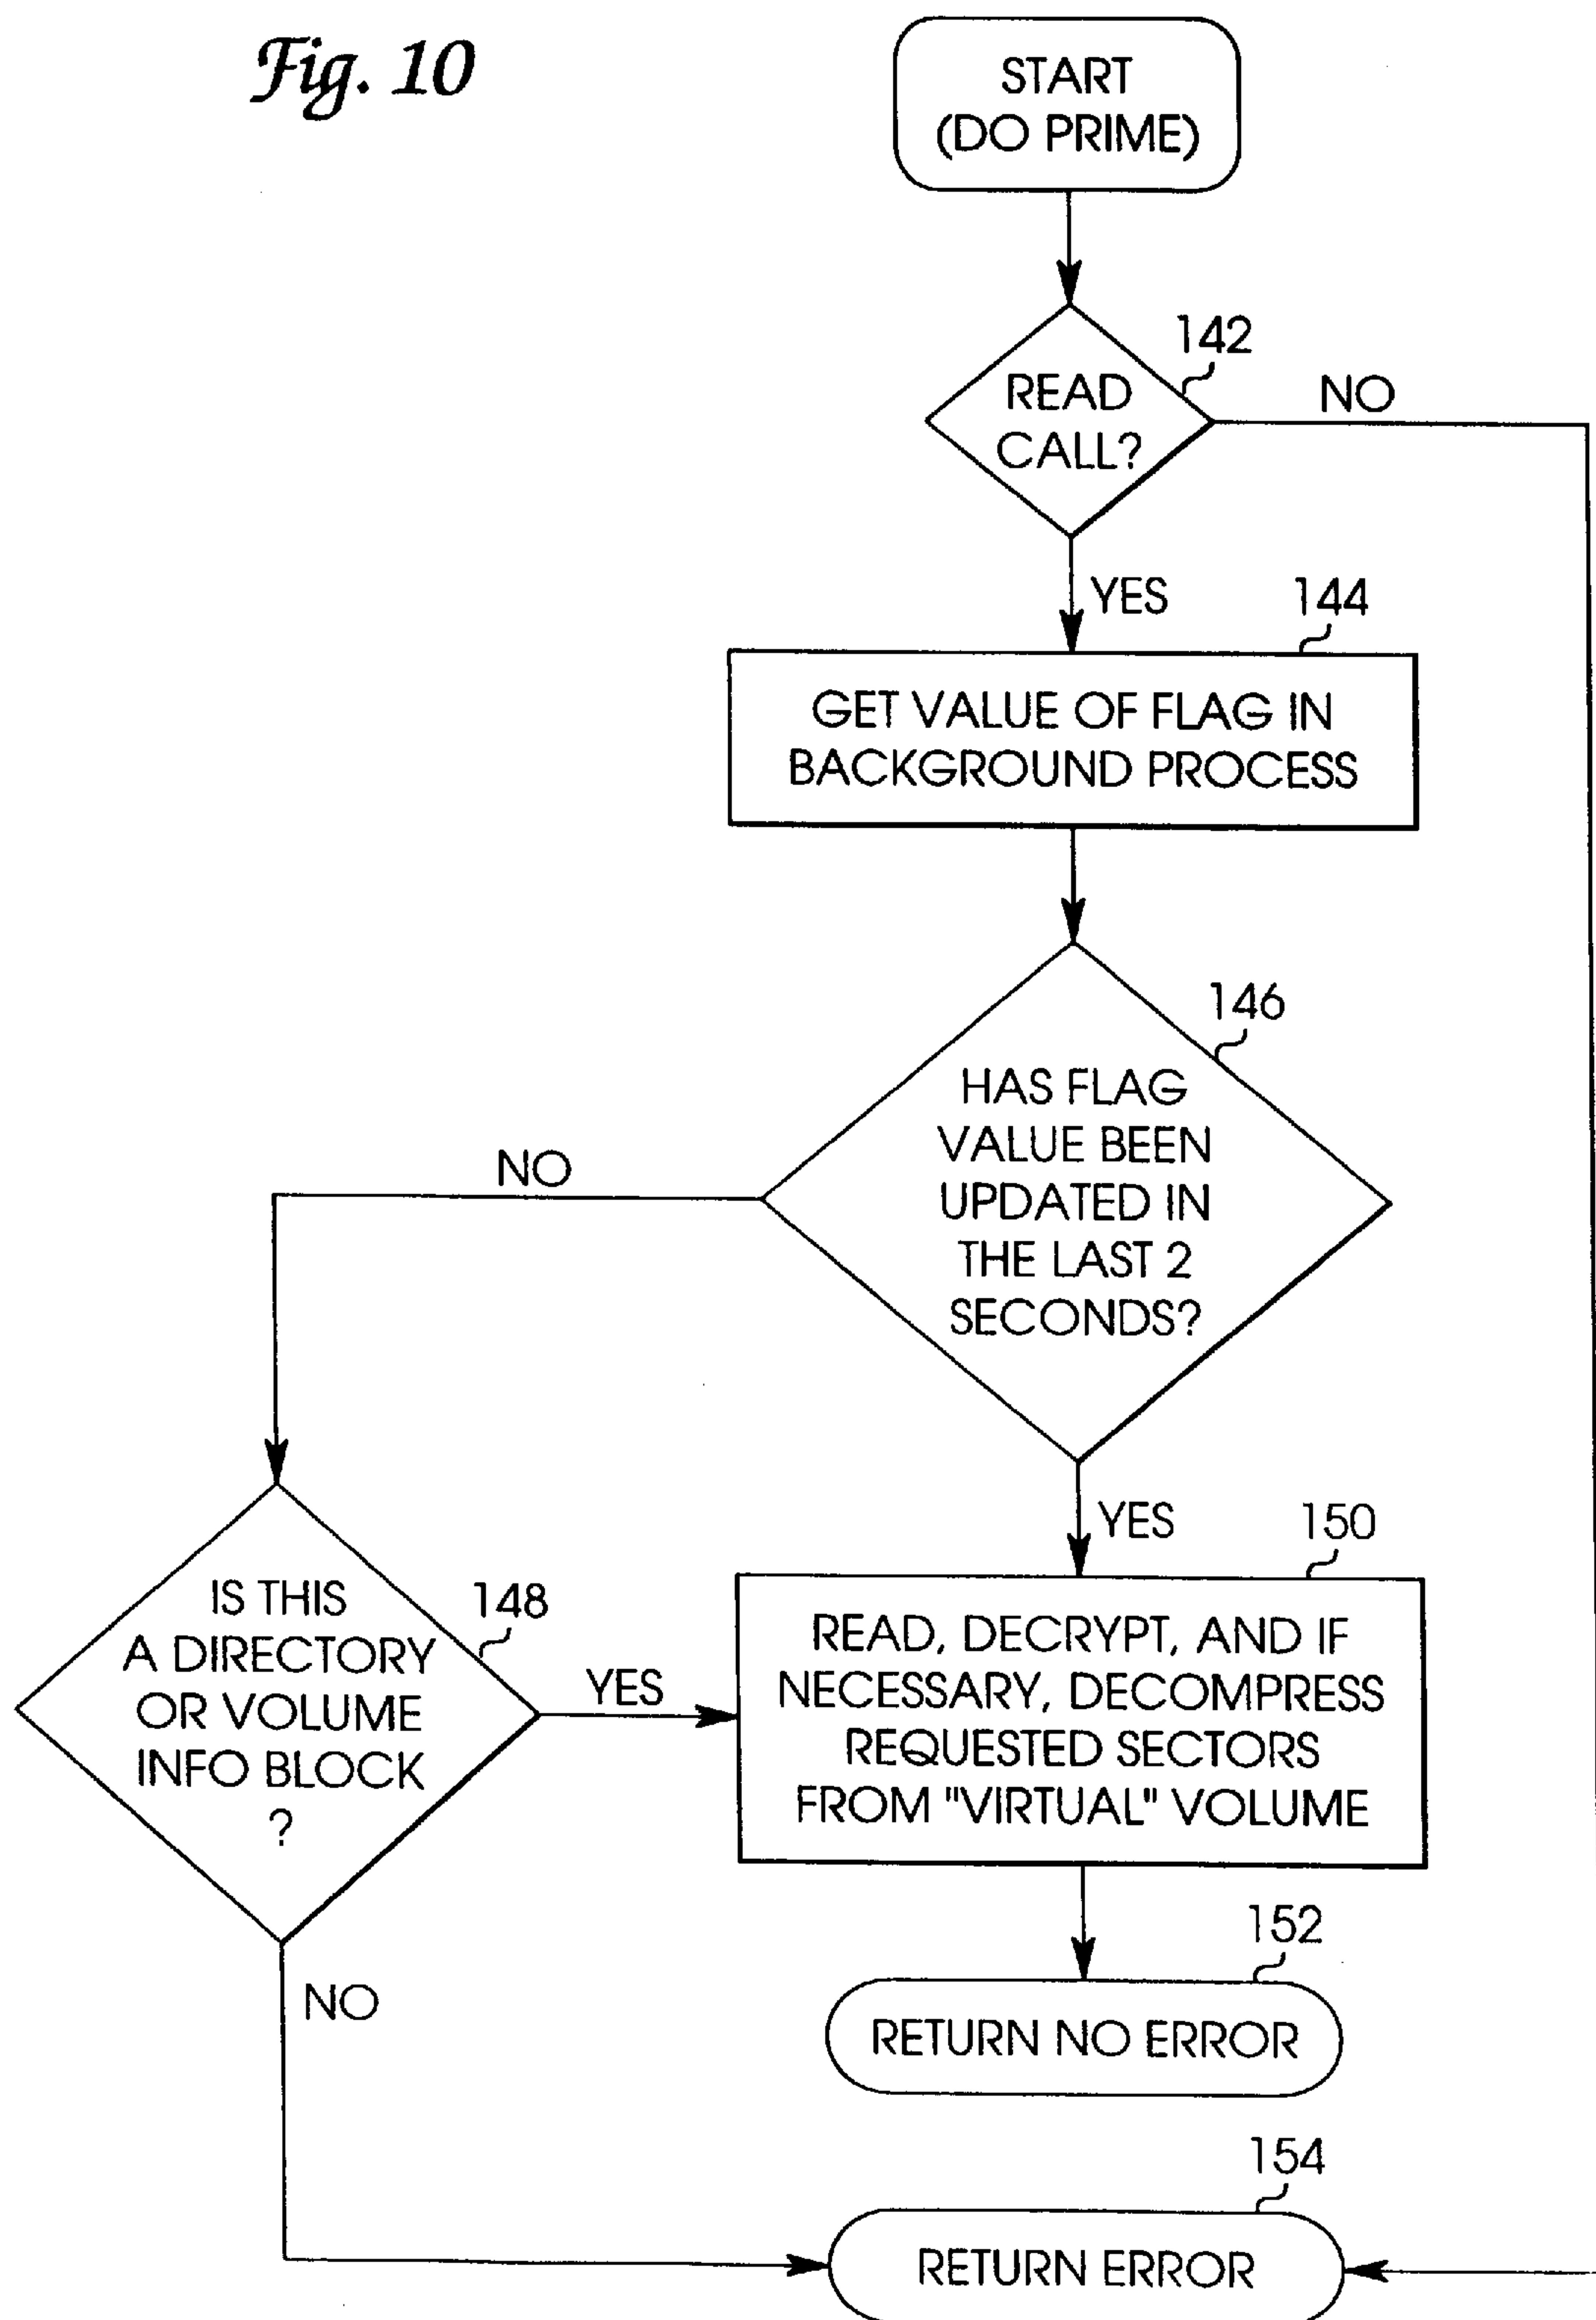 Fig. 10
START
(DO PRIME)
142
READ
CALL?
NO
YES
144
GET VALUE OF FLAG IN
BACKGROUND PROCESS
146
HAS FLAG
VALUE BEEN
UPDATED IN
THE LAST 2
SECONDS?
NO
YES
148
IS THIS
A DIRECTORY
OR VOLUME
INFO BLOCK
?
YES
150
READ, DECRYPT, AND IF
NECESSARY, DECOMPRESS
REQUESTED SECTORS
FROM "VIRTUAL" VOLUME
152
RETURN NO ERROR
NO
154
RETURN ERROR